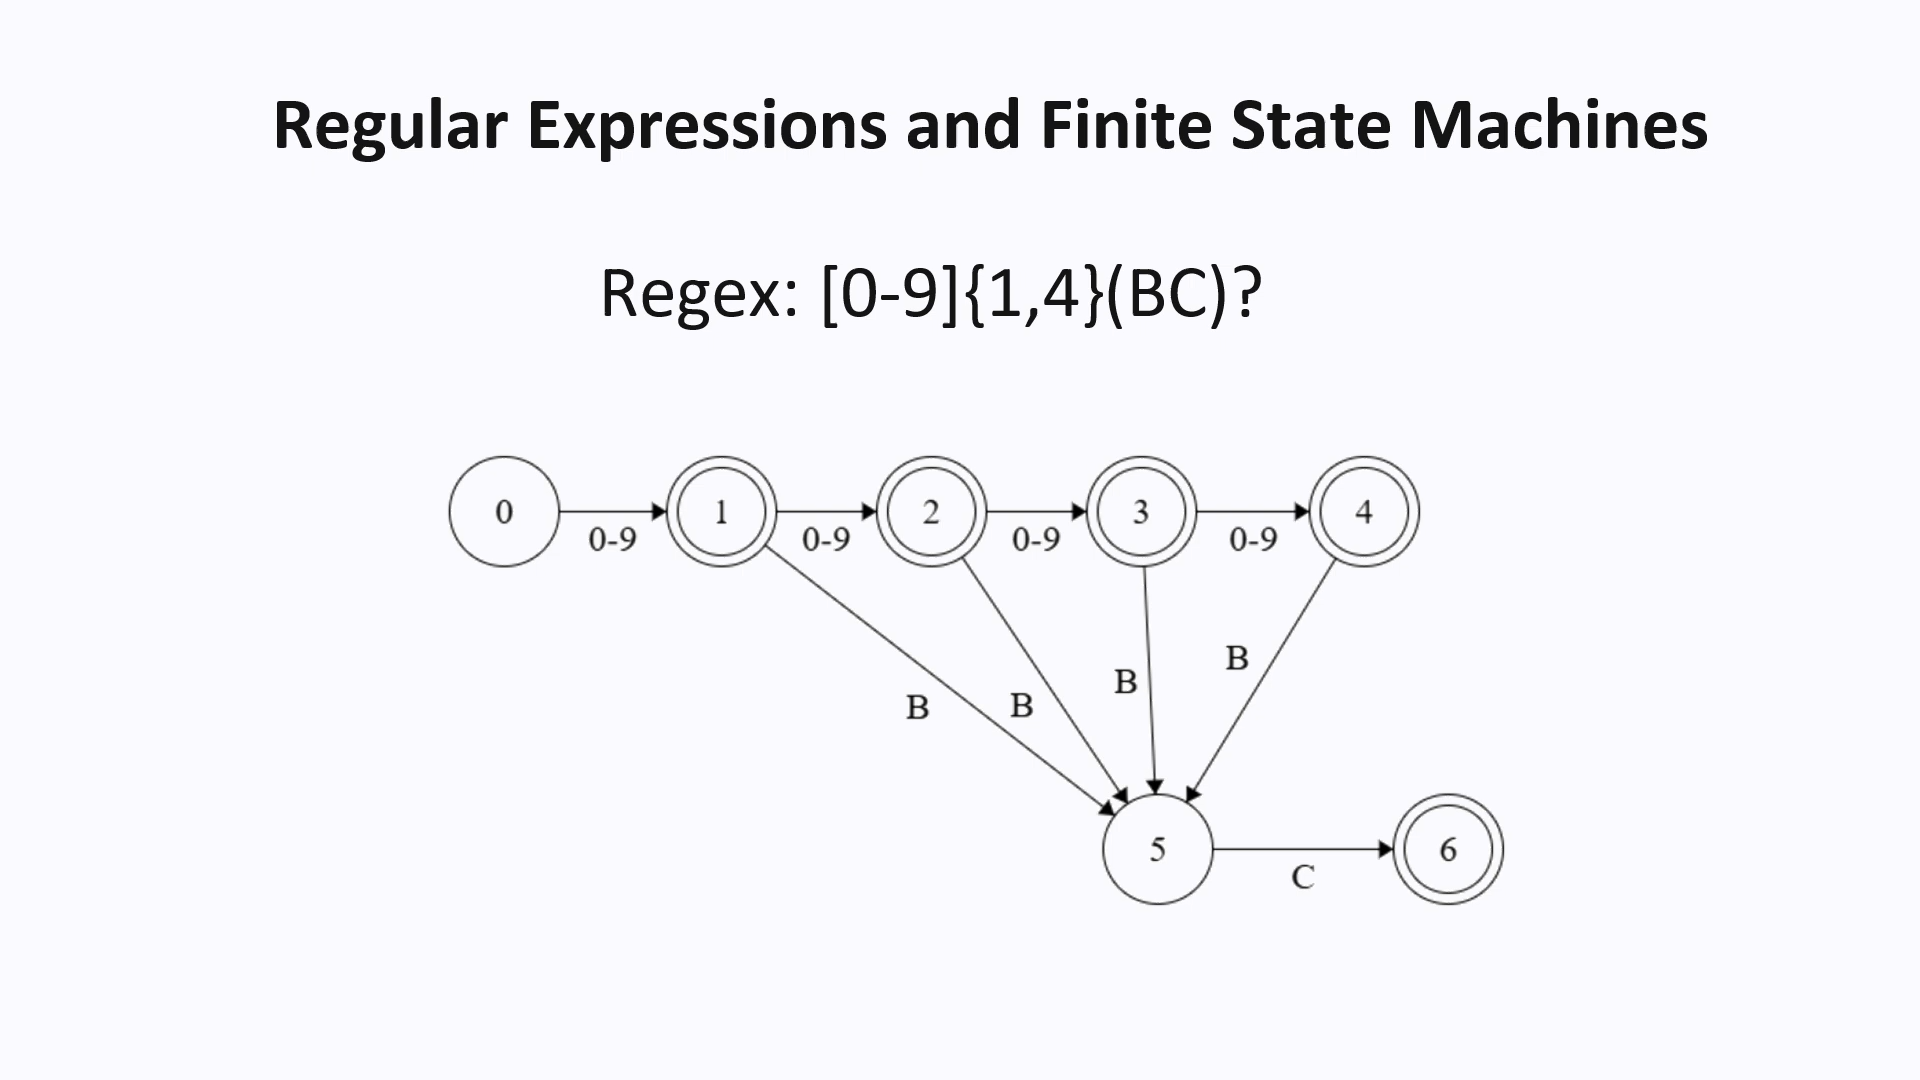 Regular Expressions and Finite State Machines
Regex: [0-9]{1,4}(BC)?
0
1
2
3
4
0-9
0-9
0-9
0-9
B
B
B
B
5
6
C